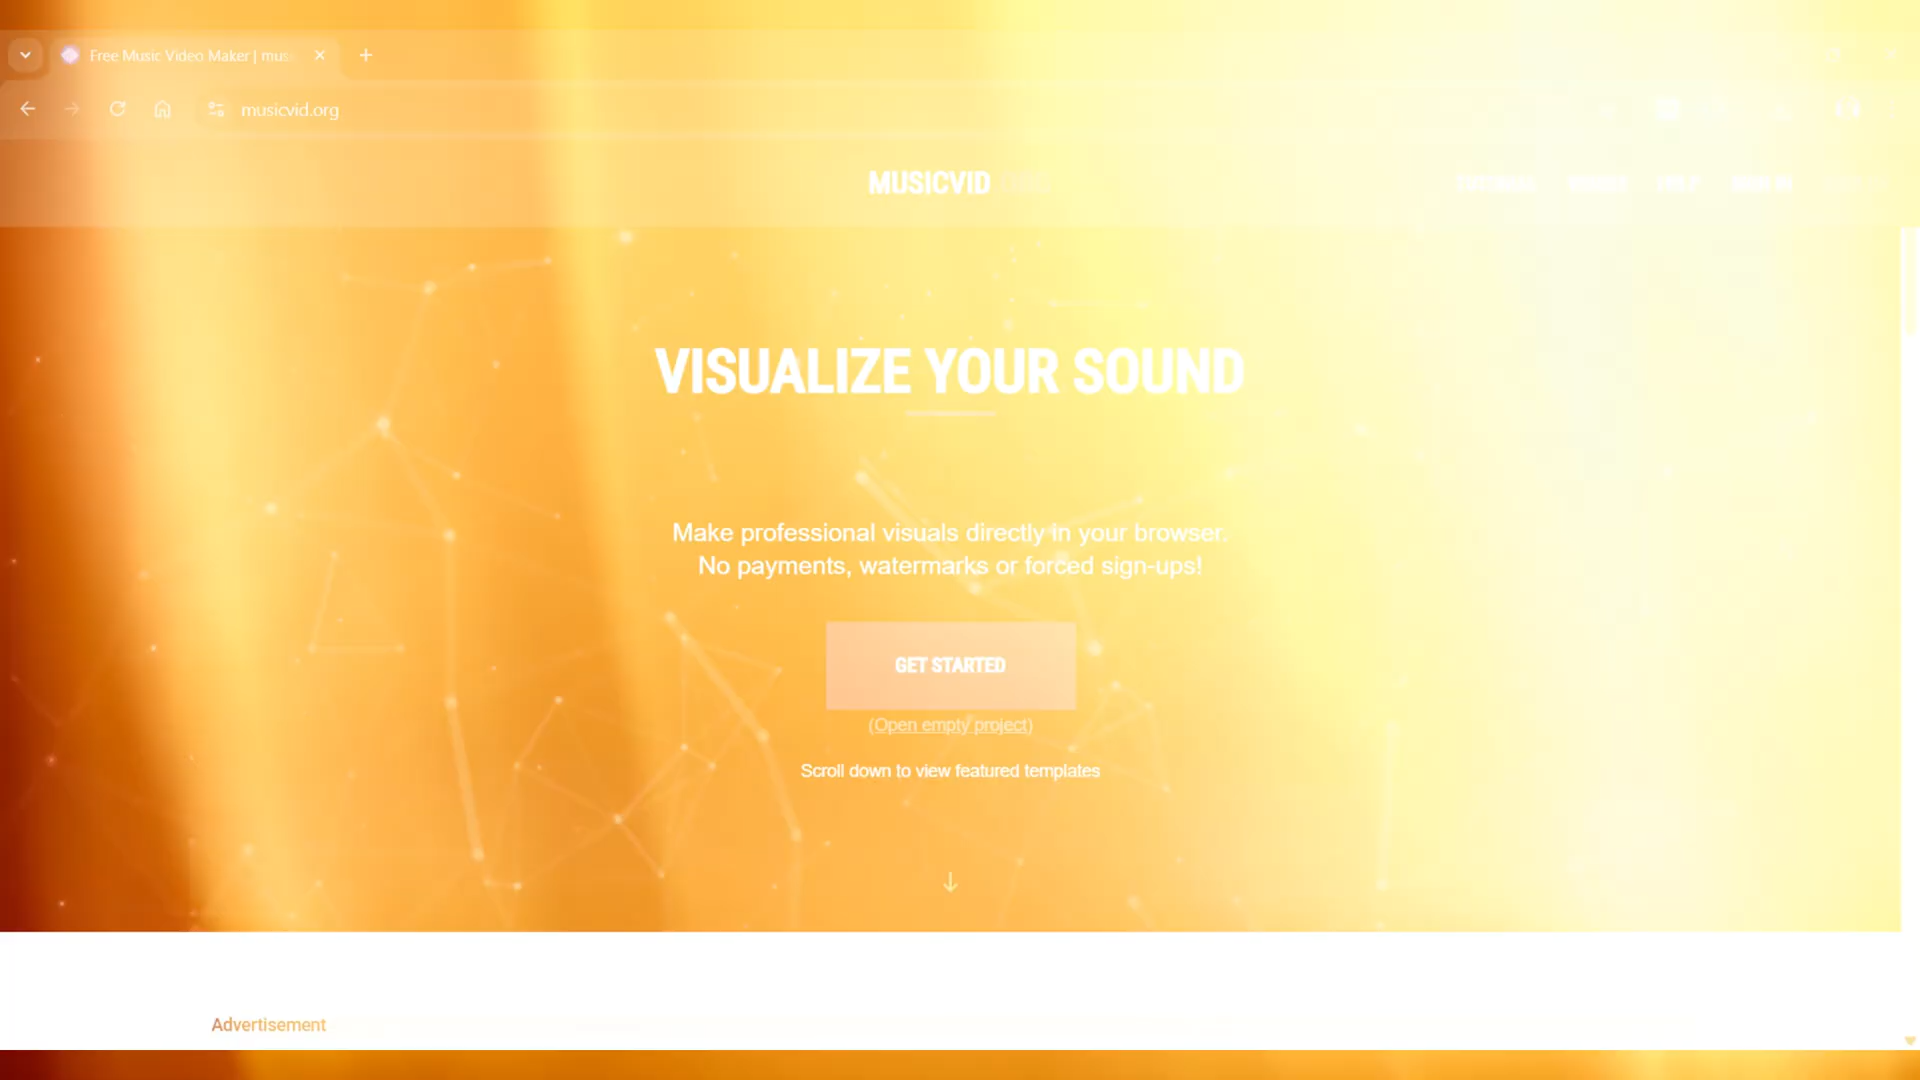 Free Music Video Maker | mus
musicvid.org
MUSICVID
VISUALIZE YOUR SOUND
Make professional visuals directly in your browser.
No payments, watermarks or forced sign-ups!
GET STARTED
(Open empty project)
Scroll down to view featured templates
Advertisement